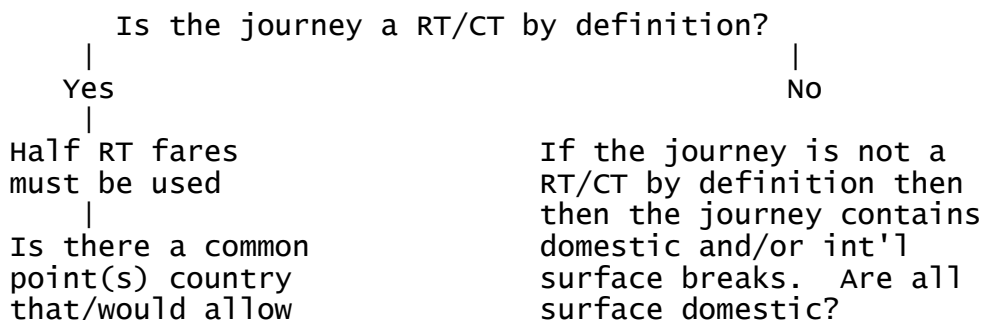 Is the journey a RT/CT by definition?
| |
Yes No
|
Half RT fares If the journey is not a
must be used RT/CT by definition then
| then the journey contains
Is there a common domestic and/or int'l
point(s) country surface breaks. Are all
that/would allow surface domestic?